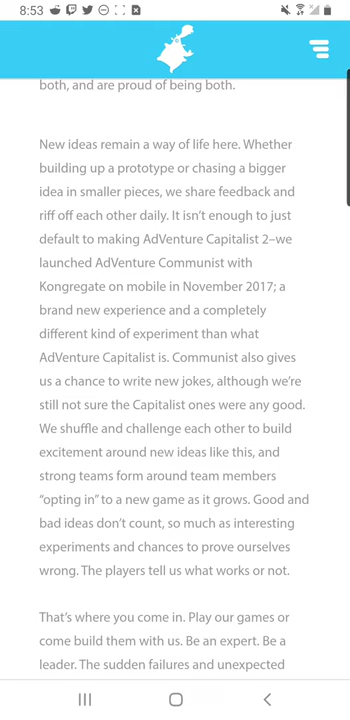 8:53
both, and are proud of being both.
New ideas remain a way of life here. Whether
building up a prototype or chasing a bigger
idea in smaller pieces, we share feedback and
riff off each other daily. It isn't enough to just
default to making AdVenture Capitalist 2–we
launched AdVenture Communist with
Kongregate on mobile in November 2017; a
brand new experience and a completely
different kind of experiment than what
AdVenture Capitalist is. Communist also gives
us a chance to write new jokes, although we're
still not sure the Capitalist ones were any good.
We shuffle and challenge each other to build
excitement around new ideas like this, and
strong teams form around team members
“opting in” to a new game as it grows. Good and
bad ideas don't count, so much as interesting
experiments and chances to prove ourselves
wrong. The players tell us what works or not.
That's where you come in. Play our games or
come build them with us. Be an expert. Be a
leader. The sudden failures and unexpected